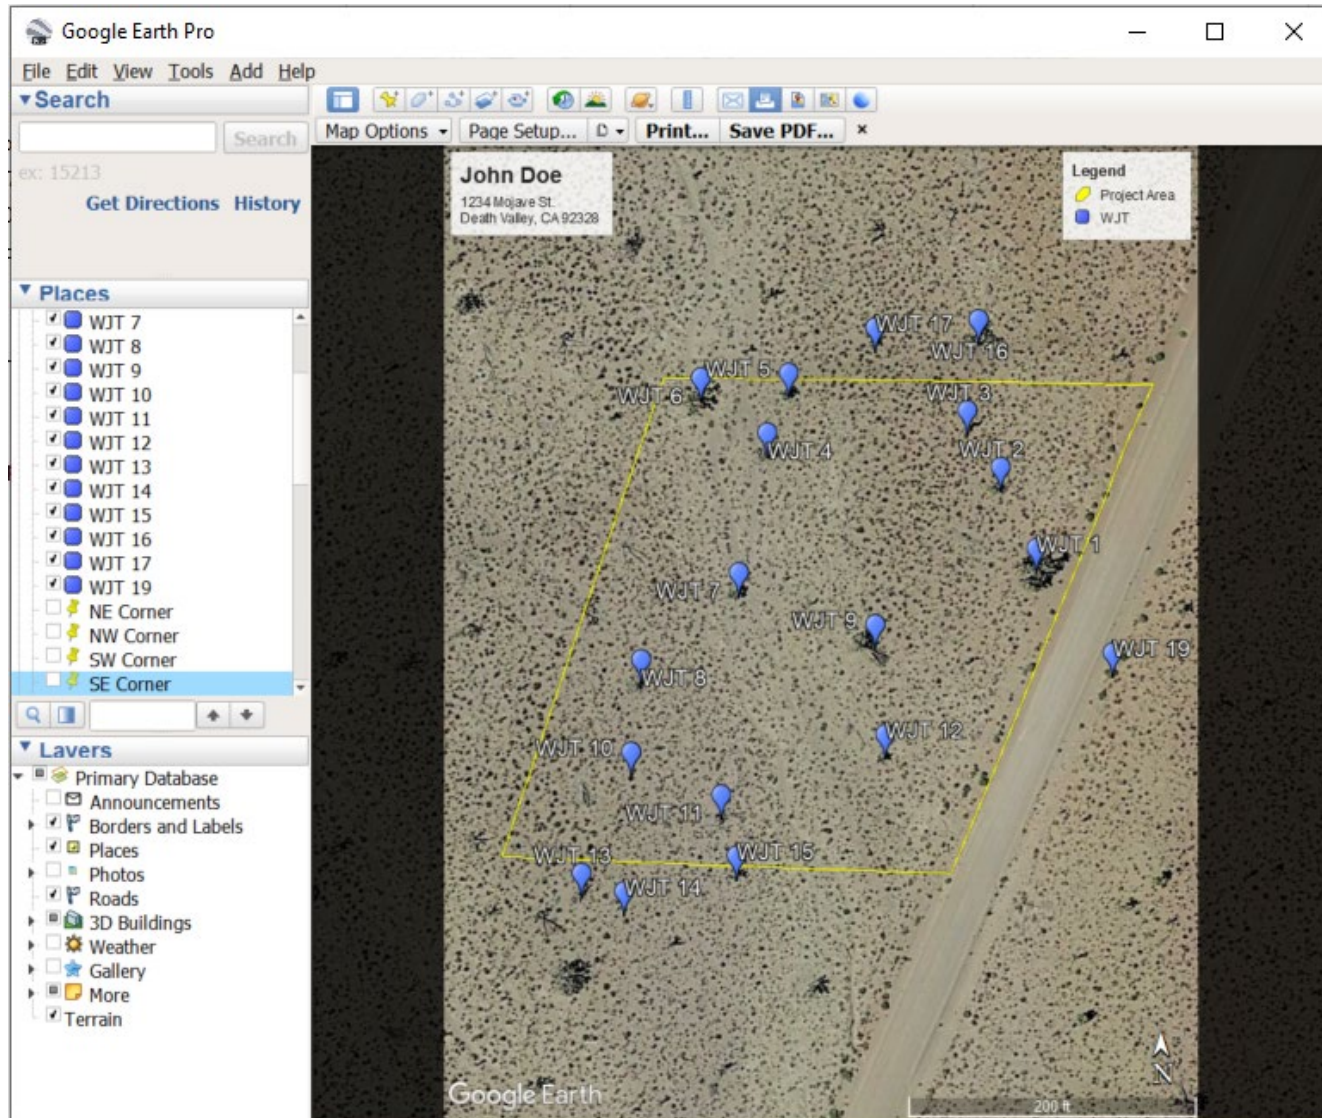 Google Earth Pro
File Edit View Tools Add Help
Search
Search
ex: 15213
Get Directions History
Map Options Page Setup... Print... Save PDF...
Places
WJT 7
WJT 8
WJT 9
WJT 10
WJT 11
WJT 12
WJT 13
WJT 14
WJT 15
WJT 16
WJT 17
WJT 19
NE Corner
NW Corner
SW Corner
SE Corner
Layers
Primary Database
Announcements
Borders and Labels
Places
Photos
Roads
3D Buildings
Weather
Gallery
More
Terrain
John Doe
1234 Mojave St.
Death Valley, CA 92328
Legend
Project Area
WJT
WJT 17
WJT 16
WJT 5
WJT 6
WJT 3
WJT 4
WJT 2
WJT 1
WJT 7
WJT 9
WJT 19
WJT 8
WJT 12
WJT 10
WJT 11
WJT 13
WJT 15
WJT 14
N
Google Earth
200 ft